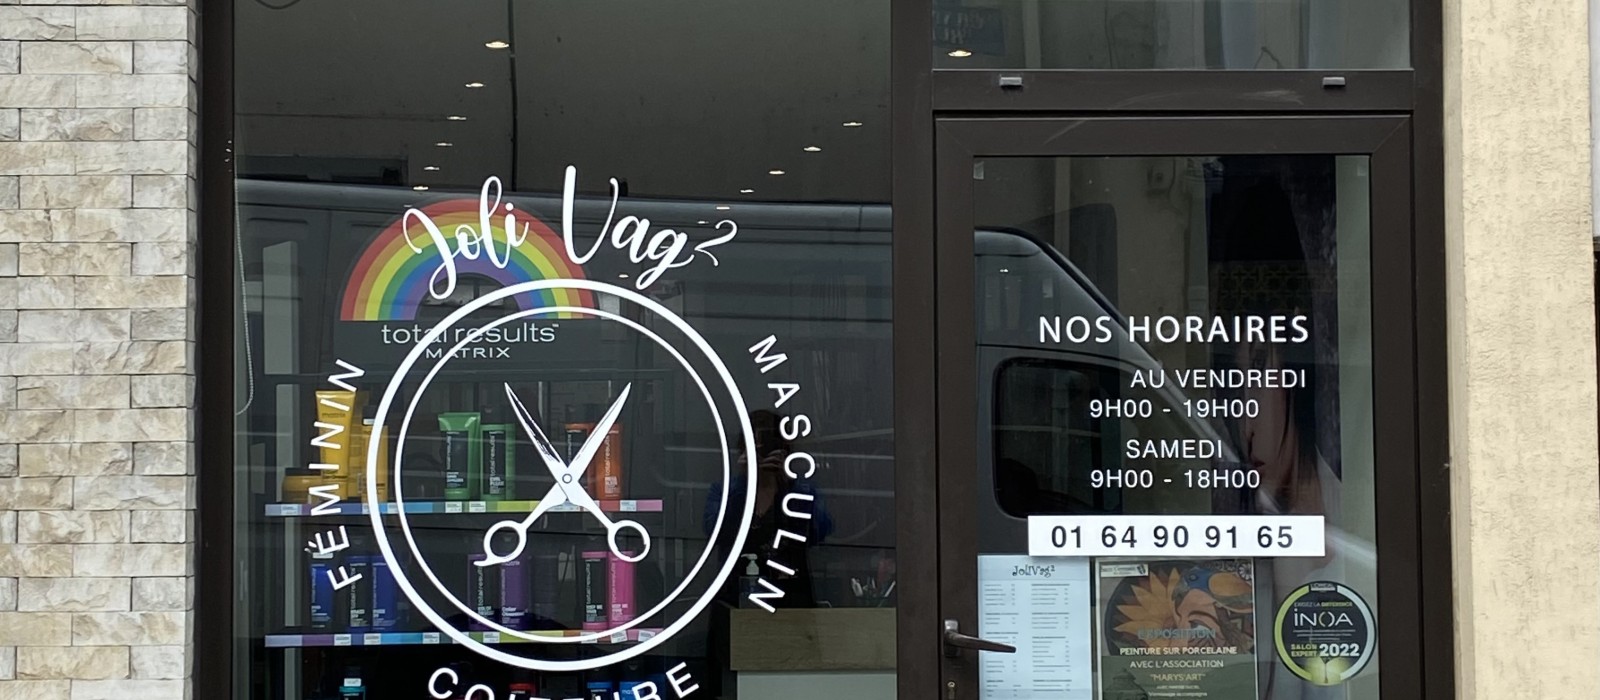 Joli Vag²
total results™
MATRIX
FÉMININ
MASCULIN
COIFFURE
NOS HORAIRES
AU VENDREDI
9H00 - 19H00
SAMEDI
9H00 - 18H00
01 64 90 91 65
JoliVag²
EXPOSITION
PEINTURE SUR PORCELAINE
AVEC L'ASSOCIATION
"MARYS'ART"
iNOA
SALON
EXPERT 2022